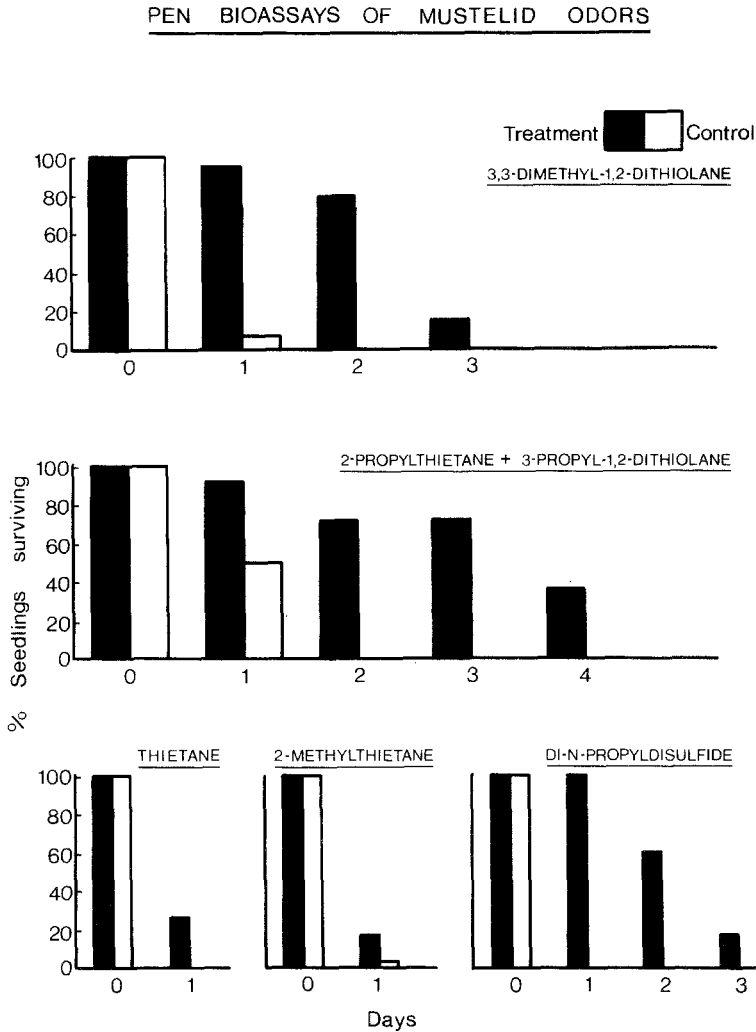 PEN BIOASSAYS OF MUSTELID ODORS
Treatment Control
3,3-DIMETHYL-1,2-DITHIOLANE
100
80
60
40
20
0
0 1 2 3
2-PROPYLTHIETANE + 3-PROPYL-1,2-DITHIOLANE
100
80
60
40
20
0
0 1 2 3 4
% Seedlings surviving
THIETANE 2-METHYLTHIETANE DI-N-PROPYLDISULFIDE
100
80
60
40
20
0
0 1 0 1 0 1 2 3
Days